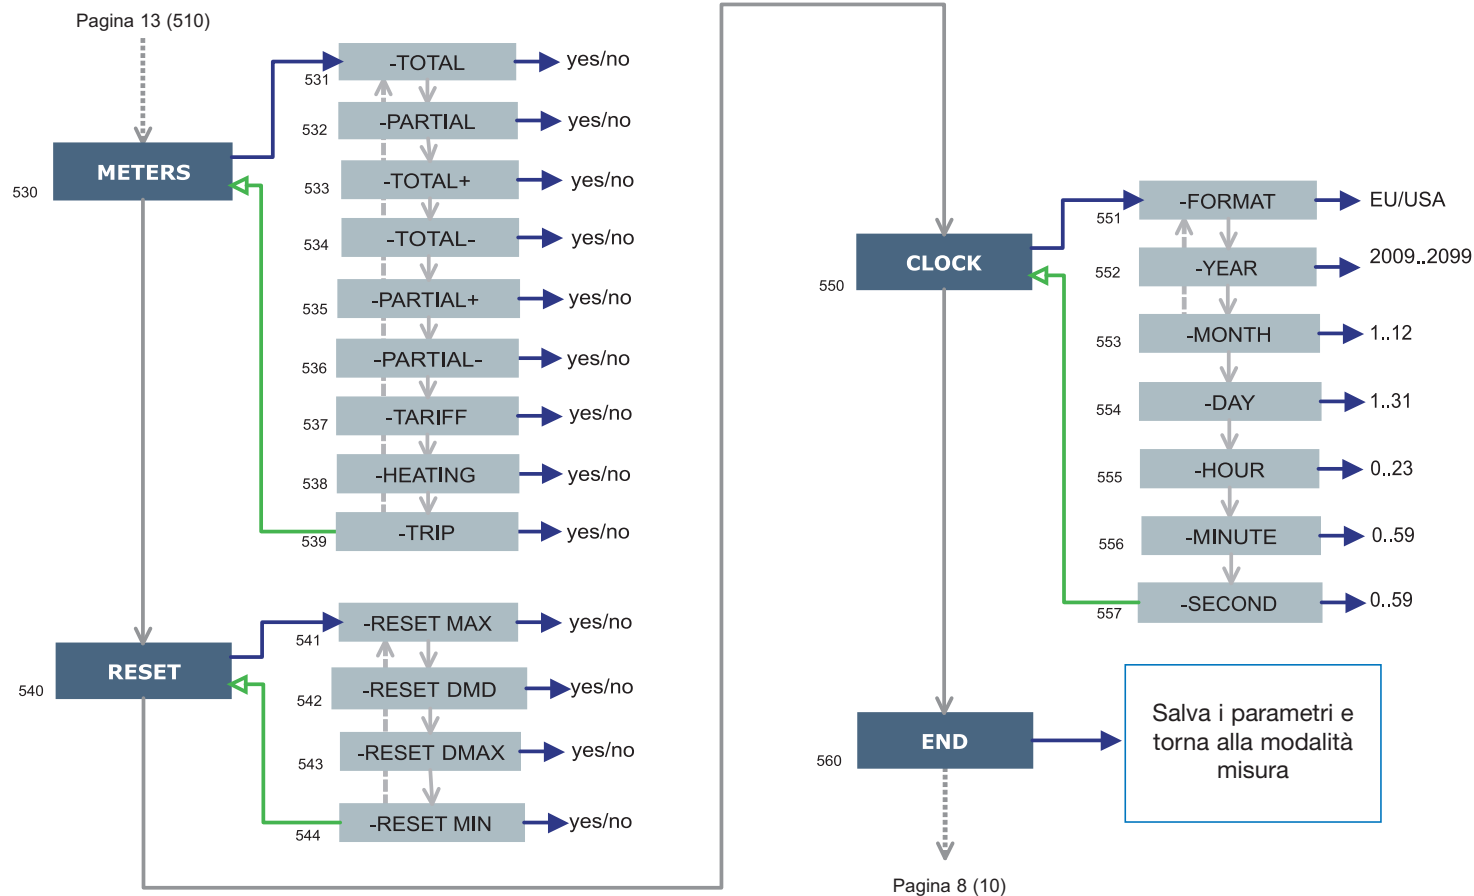 Pagina 13 (510)
METERS
530
-TOTAL
531
yes/no
-PARTIAL
532
yes/no
-TOTAL+
533
yes/no
-TOTAL-
534
yes/no
-PARTIAL+
535
yes/no
-PARTIAL-
536
yes/no
-TARIFF
537
yes/no
-HEATING
538
yes/no
-TRIP
539
yes/no
RESET
540
-RESET MAX
541
yes/no
-RESET DMD
542
yes/no
-RESET DMAX
543
yes/no
-RESET MIN
544
yes/no
CLOCK
550
-FORMAT
551
EU/USA
-YEAR
552
2009..2099
-MONTH
553
1..12
-DAY
554
1..31
-HOUR
555
0..23
-MINUTE
556
0..59
-SECOND
557
0..59
END
560
Salva i parametri e
torna alla modalità
misura
Pagina 8 (10)